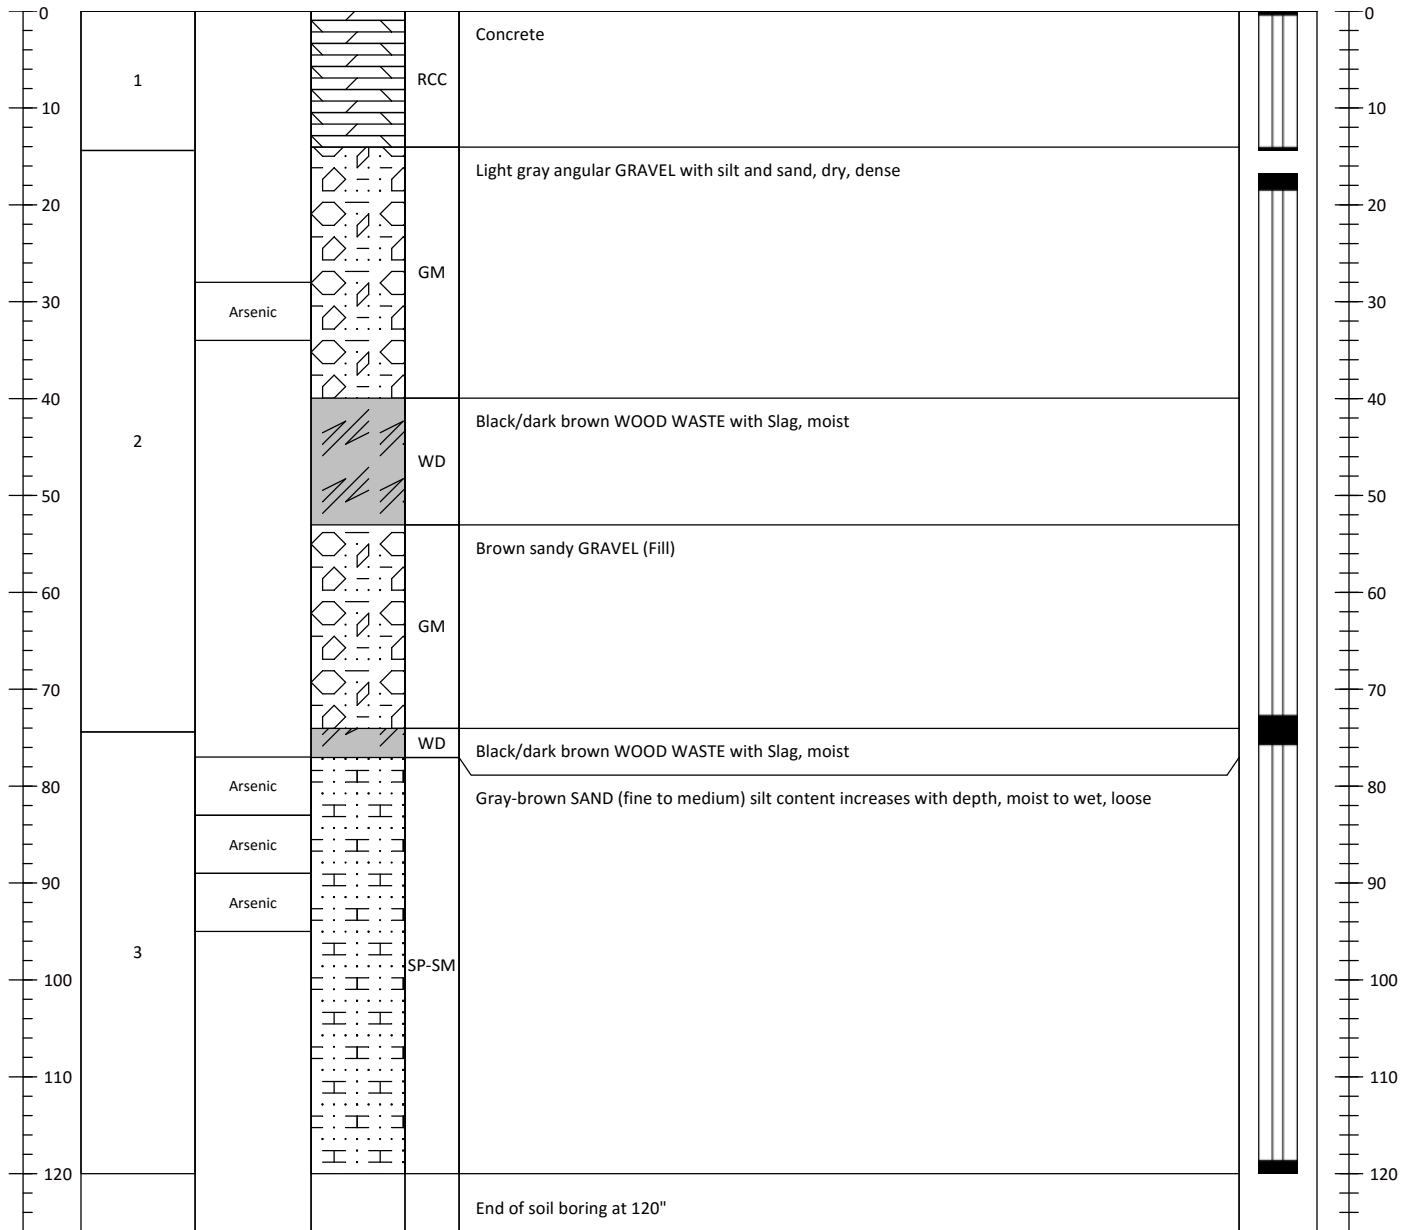 0
0
Concrete
1
RCC
10
10
Light gray angular GRAVEL with silt and sand, dry, dense
20
20
GM
30
Arsenic
30
40
40
Black/dark brown WOOD WASTE with Slag, moist
2
WD
50
50
Brown sandy GRAVEL (Fill)
60
60
GM
70
70
WD
Black/dark brown WOOD WASTE with Slag, moist
80
Arsenic
80
Gray-brown SAND (fine to medium) silt content increases with depth, moist to wet, loose
Arsenic
90
90
Arsenic
3
SP-SM
100
100
110
110
120
120
End of soil boring at 120"